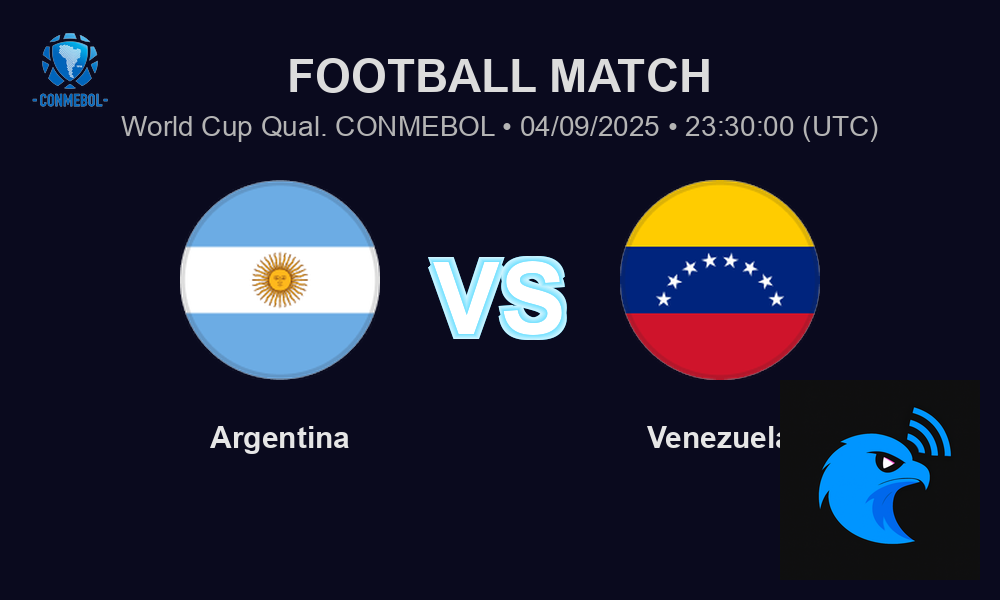 FOOTBALL MATCH
-CONMEBOL-
World Cup Qual. CONMEBOL • 04/09/2025 • 23:30:00 (UTC)
VS
Argentina
Venezuela